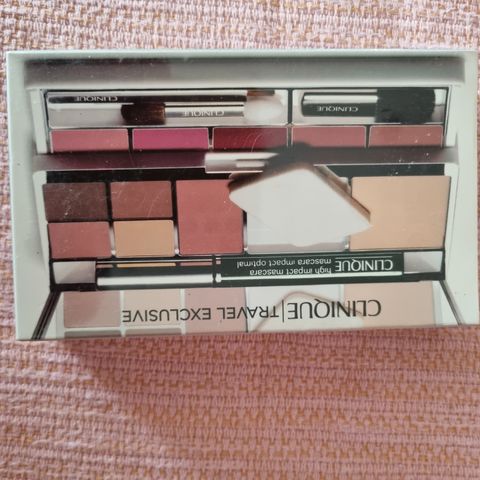 CLINIQUE
CLINIQUE
CLINIQUE
high impact mascara
mascara impact optimal
CLINIQUE
CLINIQUE | TRAVEL EXCLUSIVE